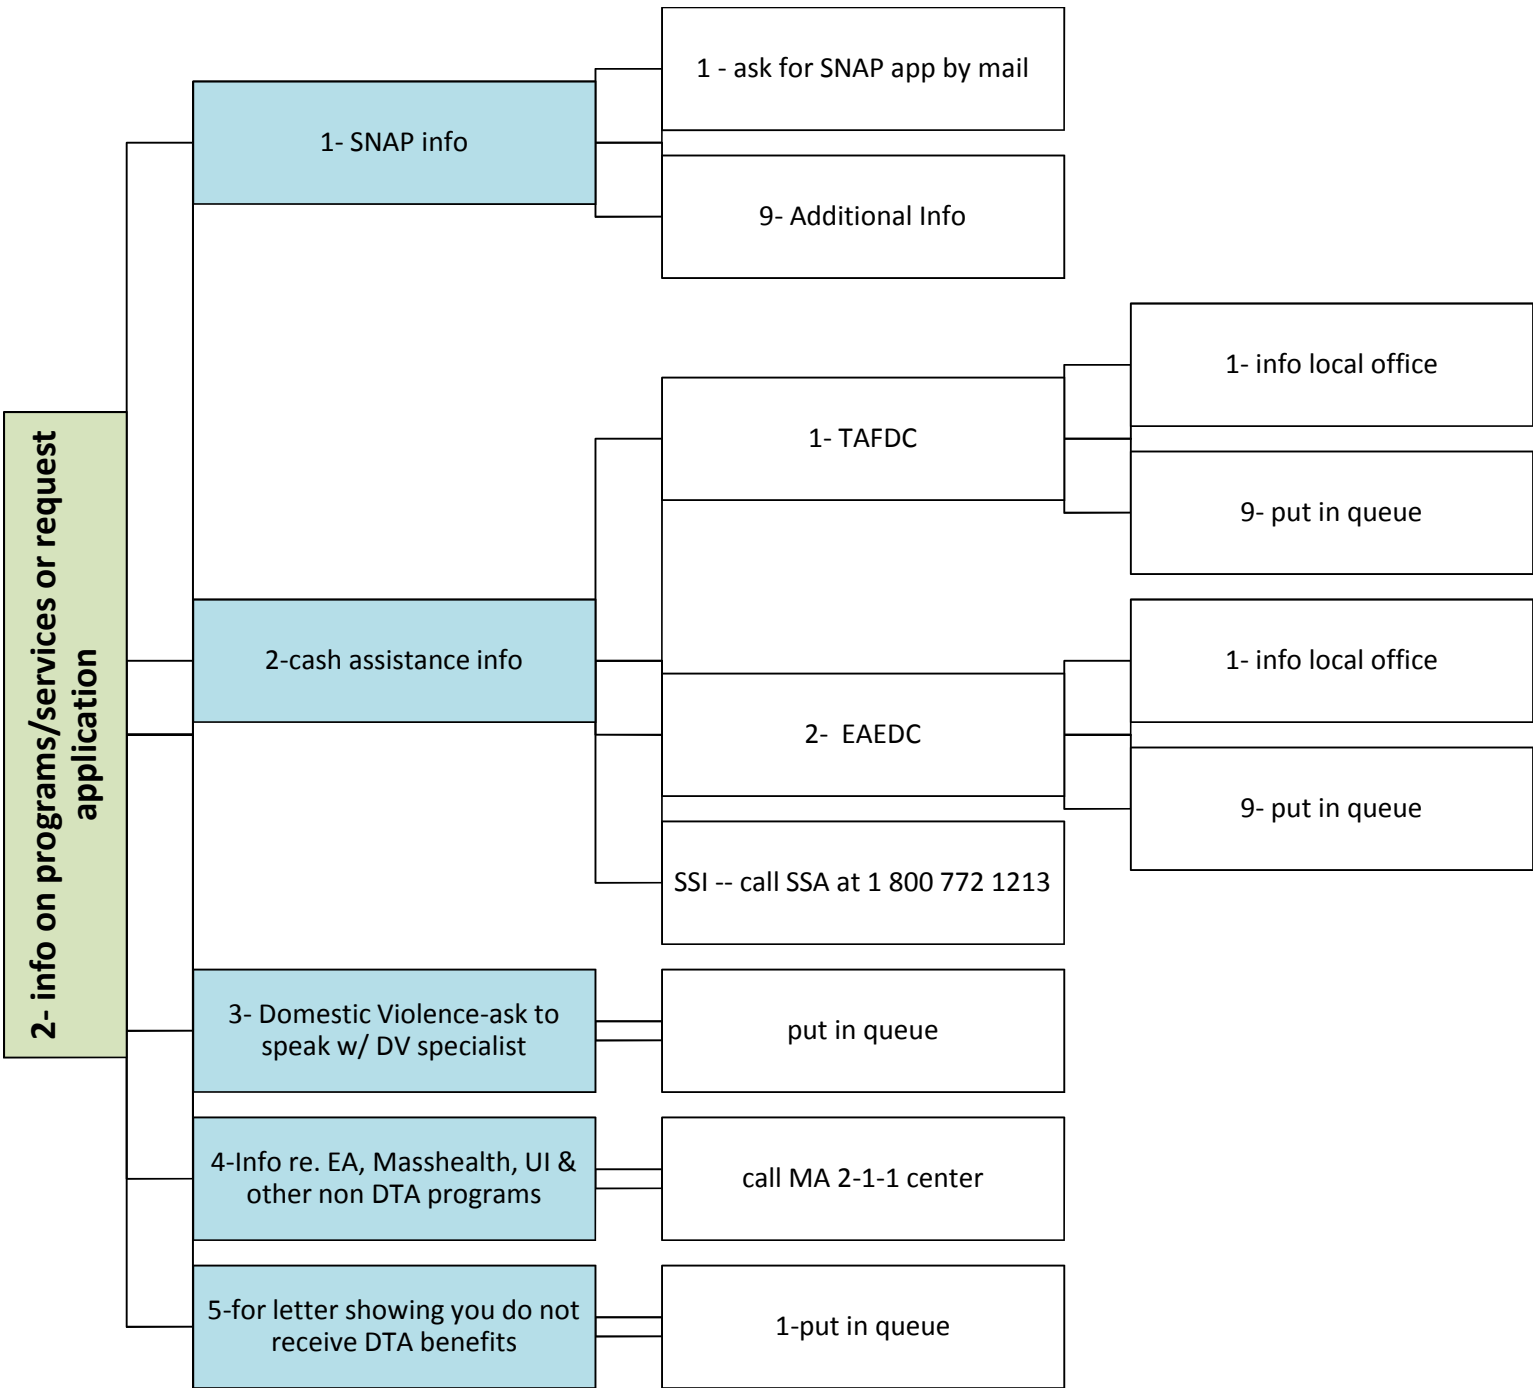 2- info on programs/services or request
application
1- SNAP info
1 - ask for SNAP app by mail
9- Additional Info
2-cash assistance info
1- TAFDC
1- info local office
9- put in queue
2-  EAEDC
1- info local office
9- put in queue
SSI -- call SSA at 1 800 772 1213
3- Domestic Violence-ask to
speak w/ DV specialist
put in queue
4-Info re. EA, Masshealth, UI &
other non DTA programs
call MA 2-1-1 center
5-for letter showing you do not
receive DTA benefits
1-put in queue